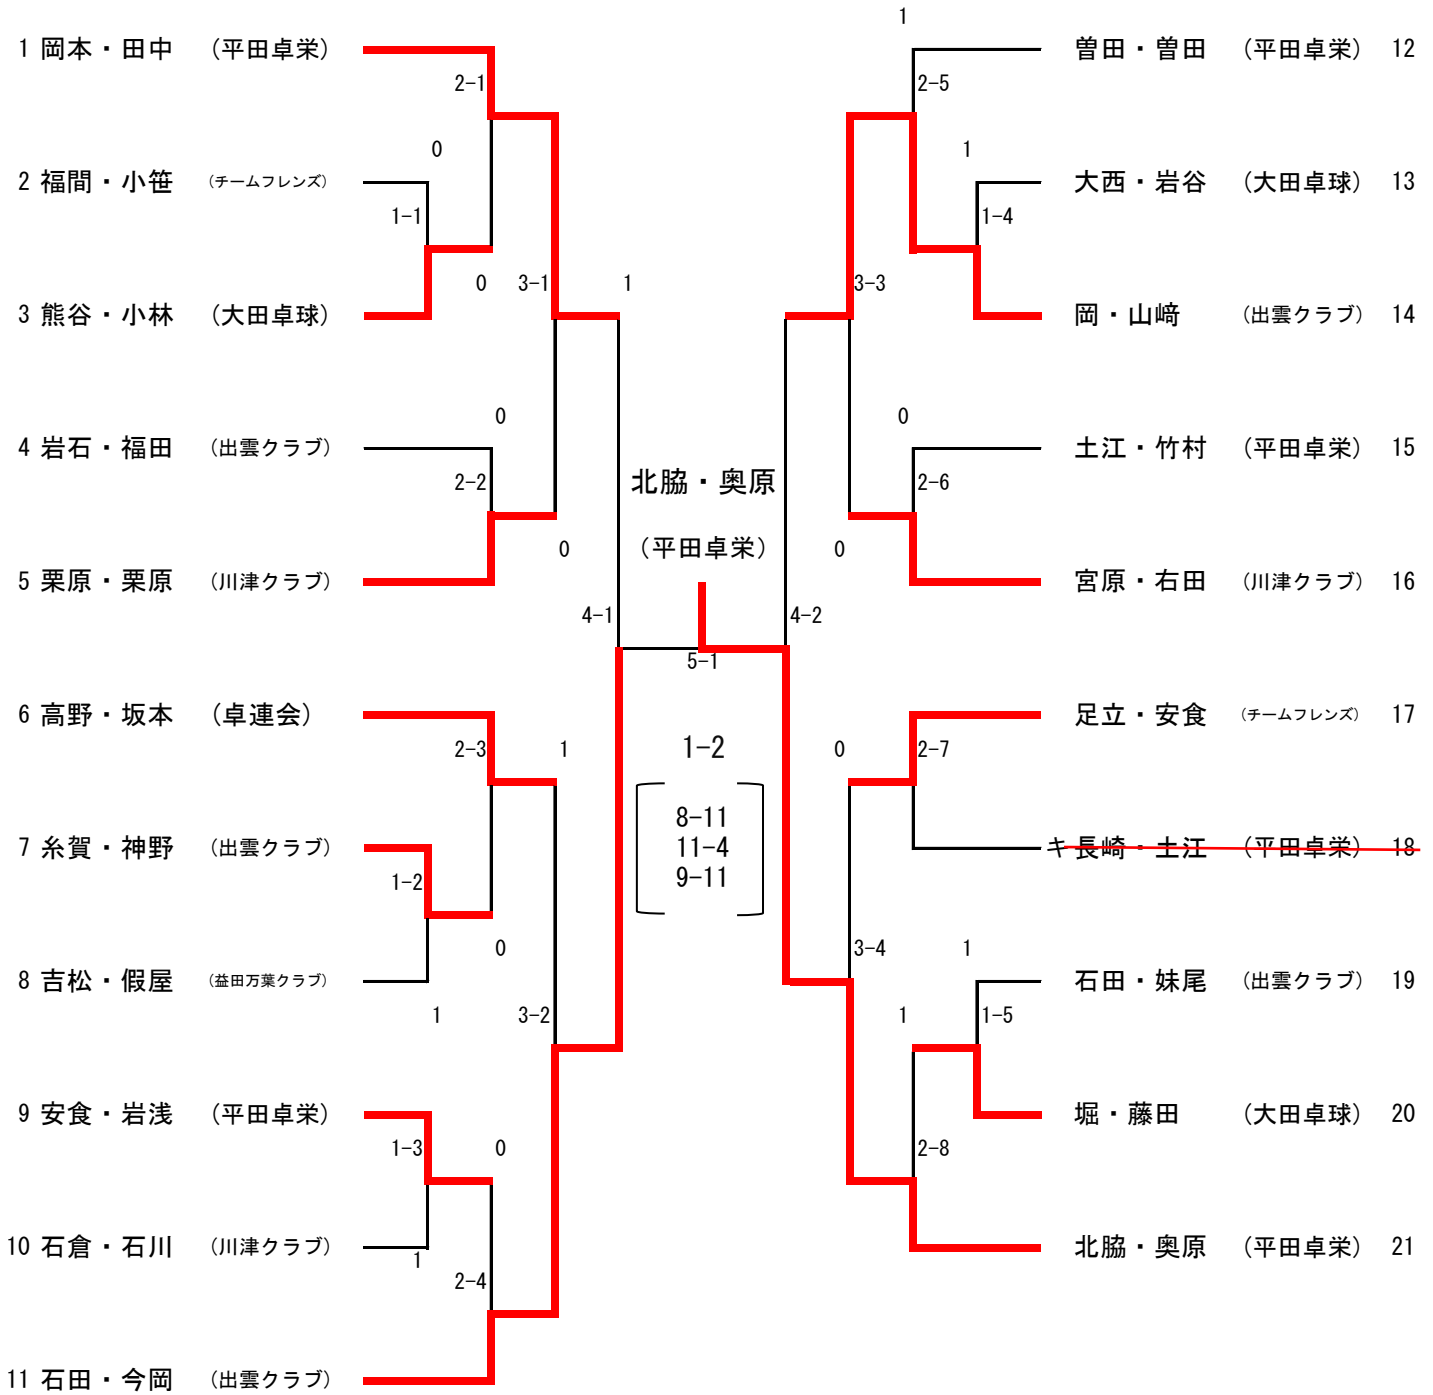 1
1 岡本・田中 (平田卓栄)
曽田・曽田 (平田卓栄) 12
2-1
2-5
0
1
2 福間・小笹 (チームフレンズ)
大西・岩谷 (大田卓球) 13
1-1
1-4
0
3-1
1
3-3
3 熊谷・小林 (大田卓球)
岡・山﨑 (出雲クラブ) 14
0
0
4 岩石・福田 (出雲クラブ)
土江・竹村 (平田卓栄) 15
2-2
北脇・奥原
2-6
0
(平田卓栄)
0
5 栗原・栗原 (川津クラブ)
宮原・右田 (川津クラブ) 16
4-1
4-2
5-1
6 高野・坂本 (卓連会)
足立・安食 (チームフレンズ) 17
2-3
1
1-2
0
2-7
8-11
7 糸賀・神野 (出雲クラブ)
11-4
キ 長崎・土江 (平田卓栄) 18
1-2
9-11
0
3-4
1
8 吉松・假屋 (益田万葉クラブ)
石田・妹尾 (出雲クラブ) 19
1
3-2
1
1-5
9 安食・岩浅 (平田卓栄)
堀・藤田 (大田卓球) 20
1-3
0
2-8
10 石倉・石川 (川津クラブ)
北脇・奥原 (平田卓栄) 21
1
2-4
11 石田・今岡 (出雲クラブ)